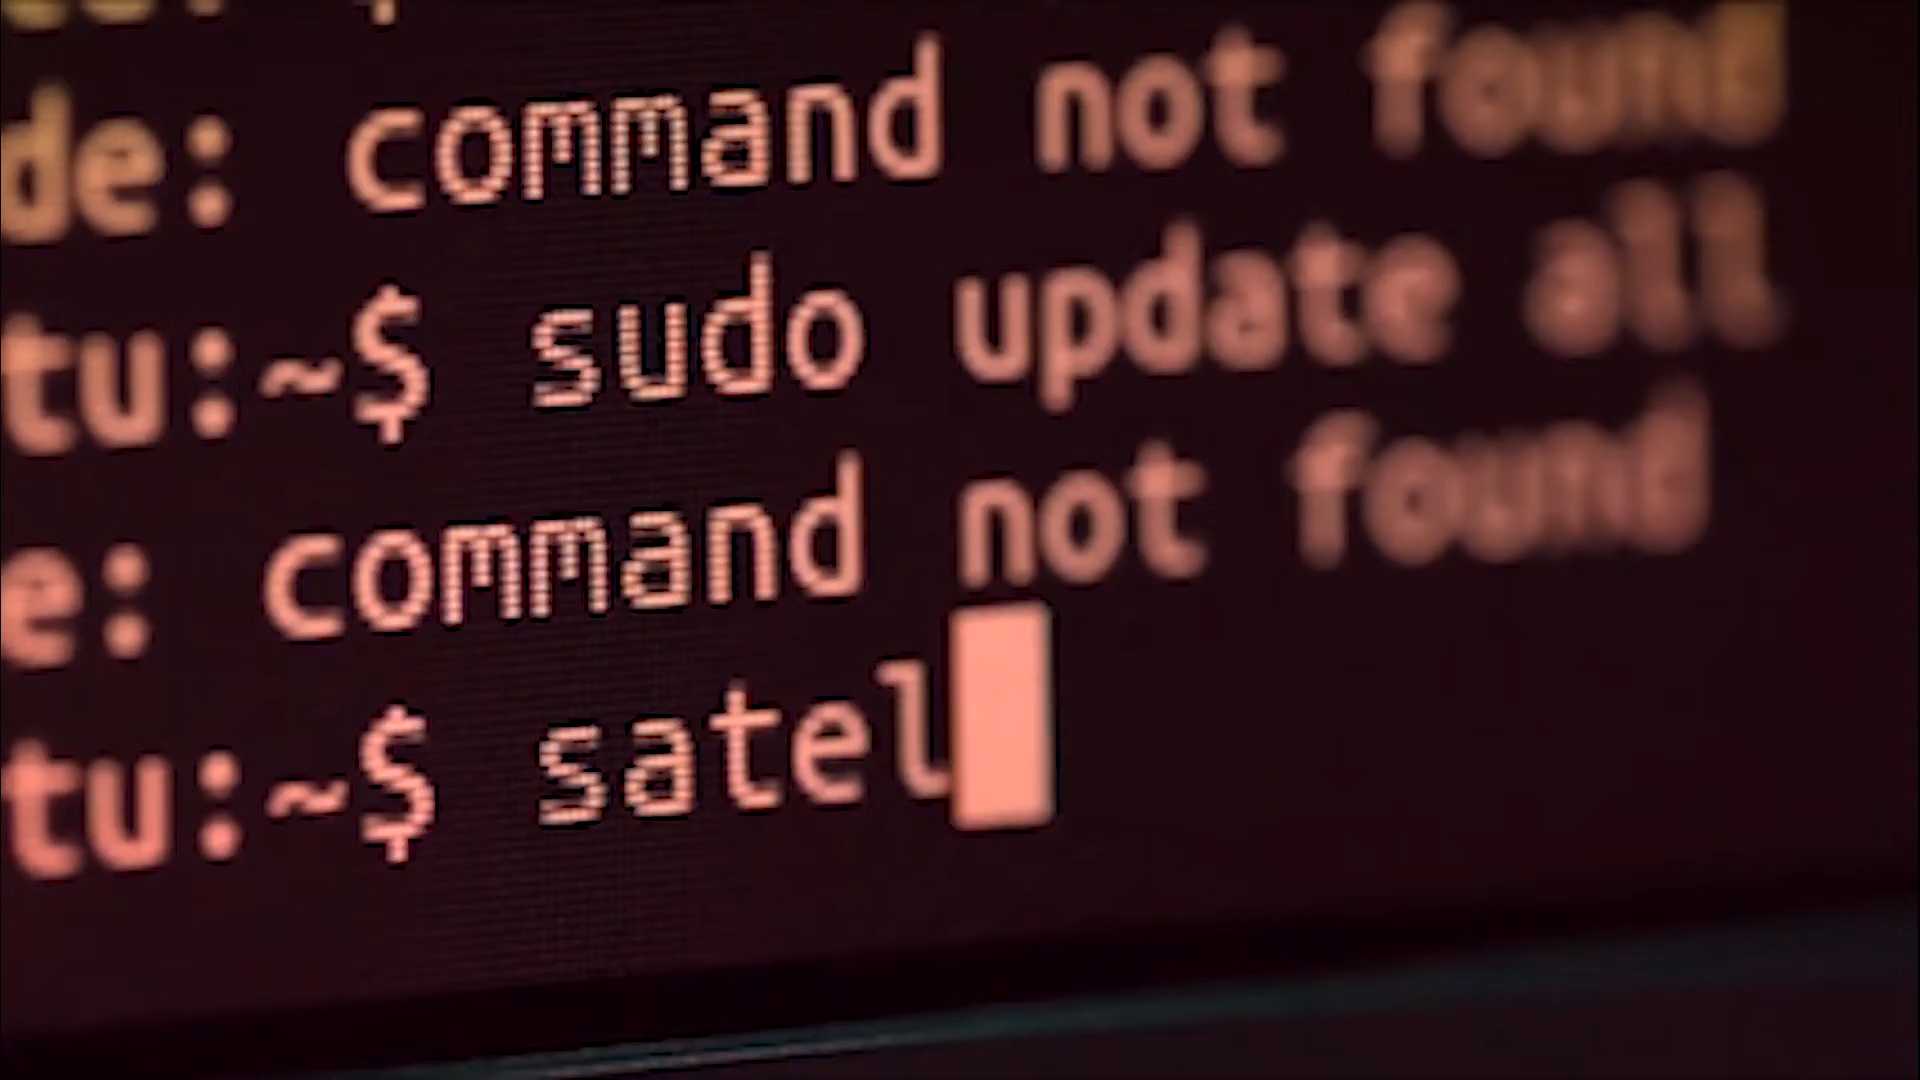 de: command not found
tu:~$ sudo update all
e: command not found
tu:~$ satel